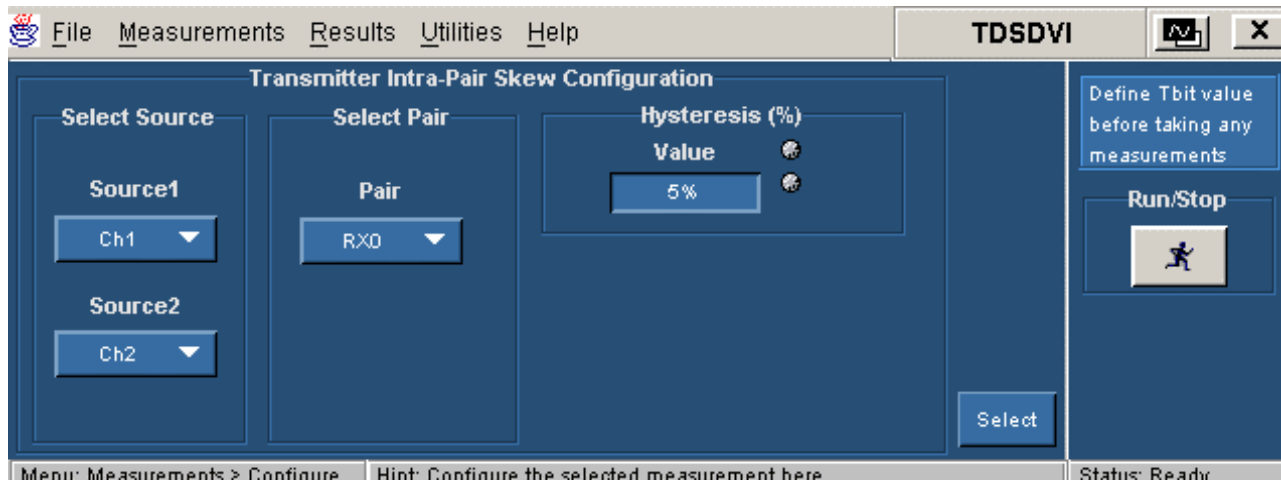 File Measurements Results Utilities Help TDSDVI X
Transmitter Intra-Pair Skew Configuration
Select Source
Source1
Ch1
Source2
Ch2
Select Pair
Pair
RX0
Hysteresis (%)
Value
5%
Select
Define Tbit value
before taking any
measurements
Run/Stop
Menu: Measurements > Configure
Hint: Configure the selected measurement here
Status: Ready